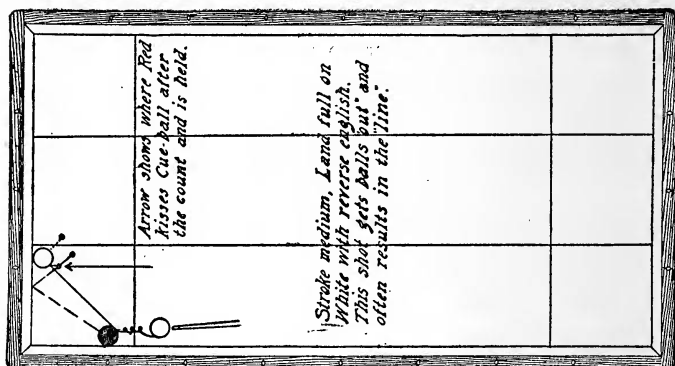 Arrow shows where Red
kisses Cue-ball after
the count and is held.
Stroke medium, Land full on
White with reverse english.
This shot gets balls "out" and
often results in the "line".